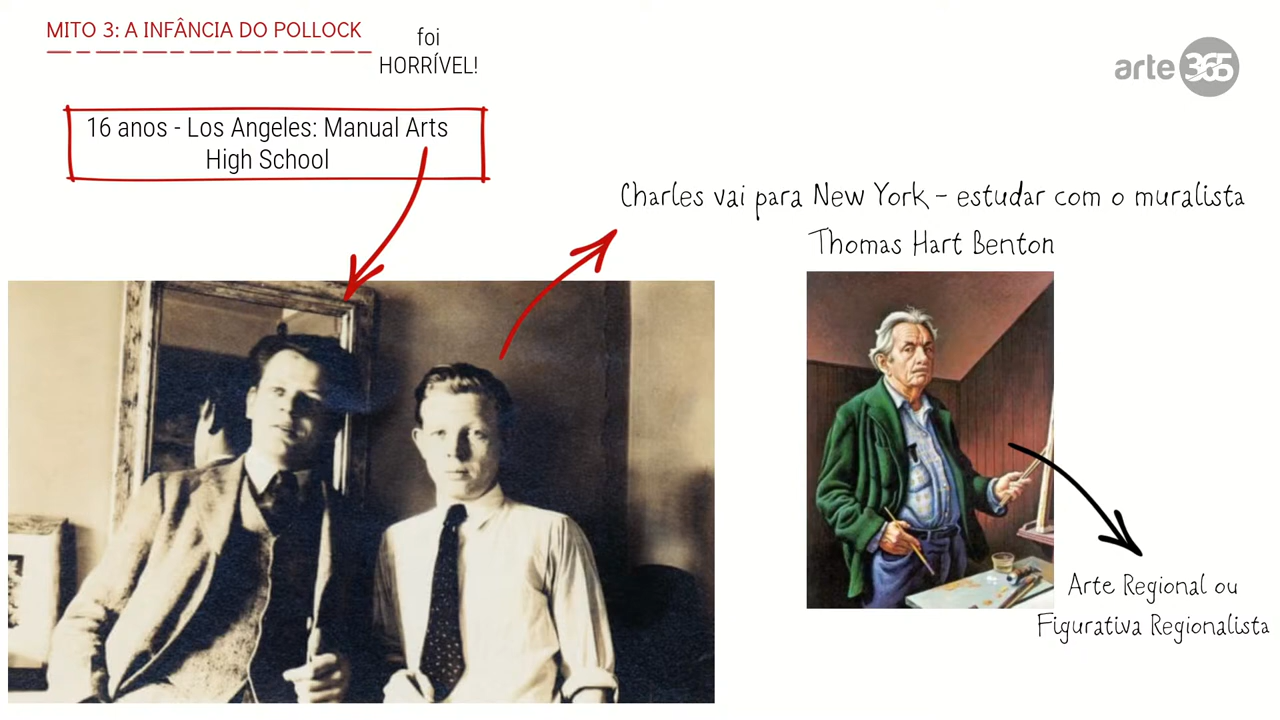 MITO 3: A INFÂNCIA DO POLLOCK
foi
HORRÍVEL!
arte 365
16 anos - Los Angeles: Manual Arts
High School
Charles vai para New York - estudar com o muralista
Thomas Hart Benton
Arte Regional ou
Figurativa Regionalista